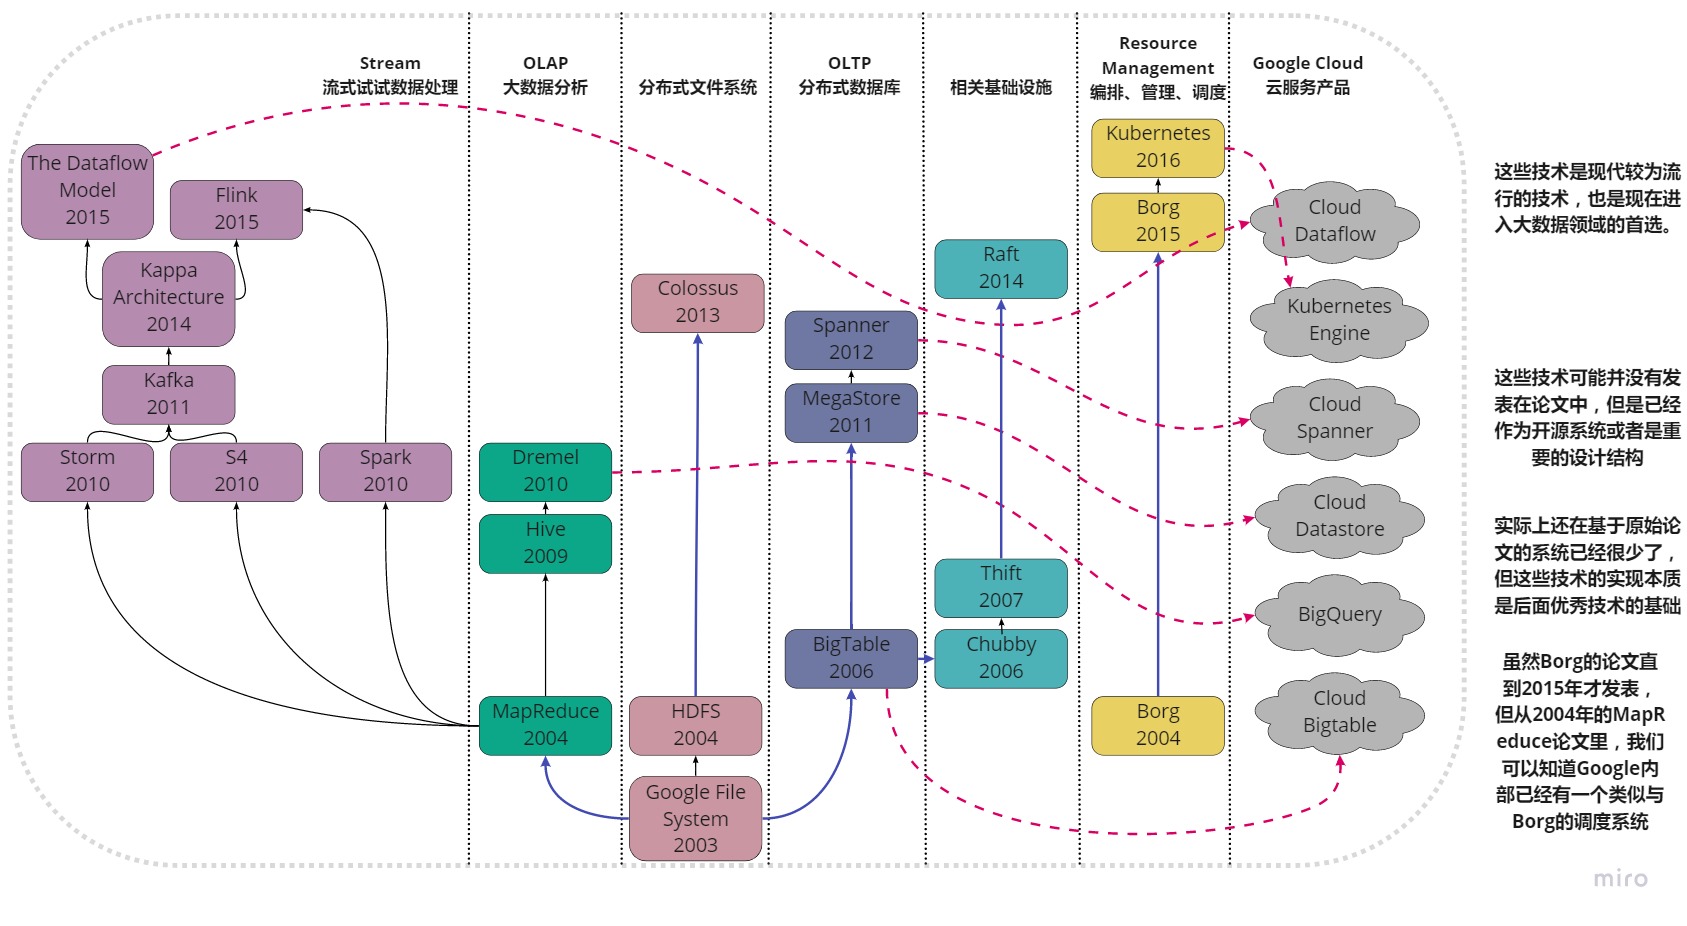 Stream
流式试试数据处理
OLAP
大数据分析
分布式文件系统
OLTP
分布式数据库
相关基础设施
Resource
Management
编排、管理、调度
Google Cloud
云服务产品
The Dataflow
Model
2015
Flink
2015
Kappa
Architecture
2014
Kafka
2011
Storm
2010
S4
2010
Spark
2010
Dremel
2010
Hive
2009
MapReduce
2004
Colossus
2013
HDFS
2004
Google File
System
2003
Spanner
2012
MegaStore
2011
BigTable
2006
Raft
2014
Thift
2007
Chubby
2006
Kubernetes
2016
Borg
2015
Borg
2004
Cloud
Dataflow
Kubernetes
Engine
Cloud
Spanner
Cloud
Datastore
BigQuery
Cloud
Bigtable
这些技术是现代较为流
行的技术，也是现在进
入大数据领域的首选。
这些技术可能并没有发
表在论文中，但是已经
作为开源系统或者是重
要的设计结构
实际上还在基于原始论
文的系统已经很少了，
但这些技术的实现本质
是后面优秀技术的基础
虽然Borg的论文直
到2015年才发表，
但从2004年的MapR
educe论文里，我们
可以知道Google内
部已经有一个类似与
Borg的调度系统
miro